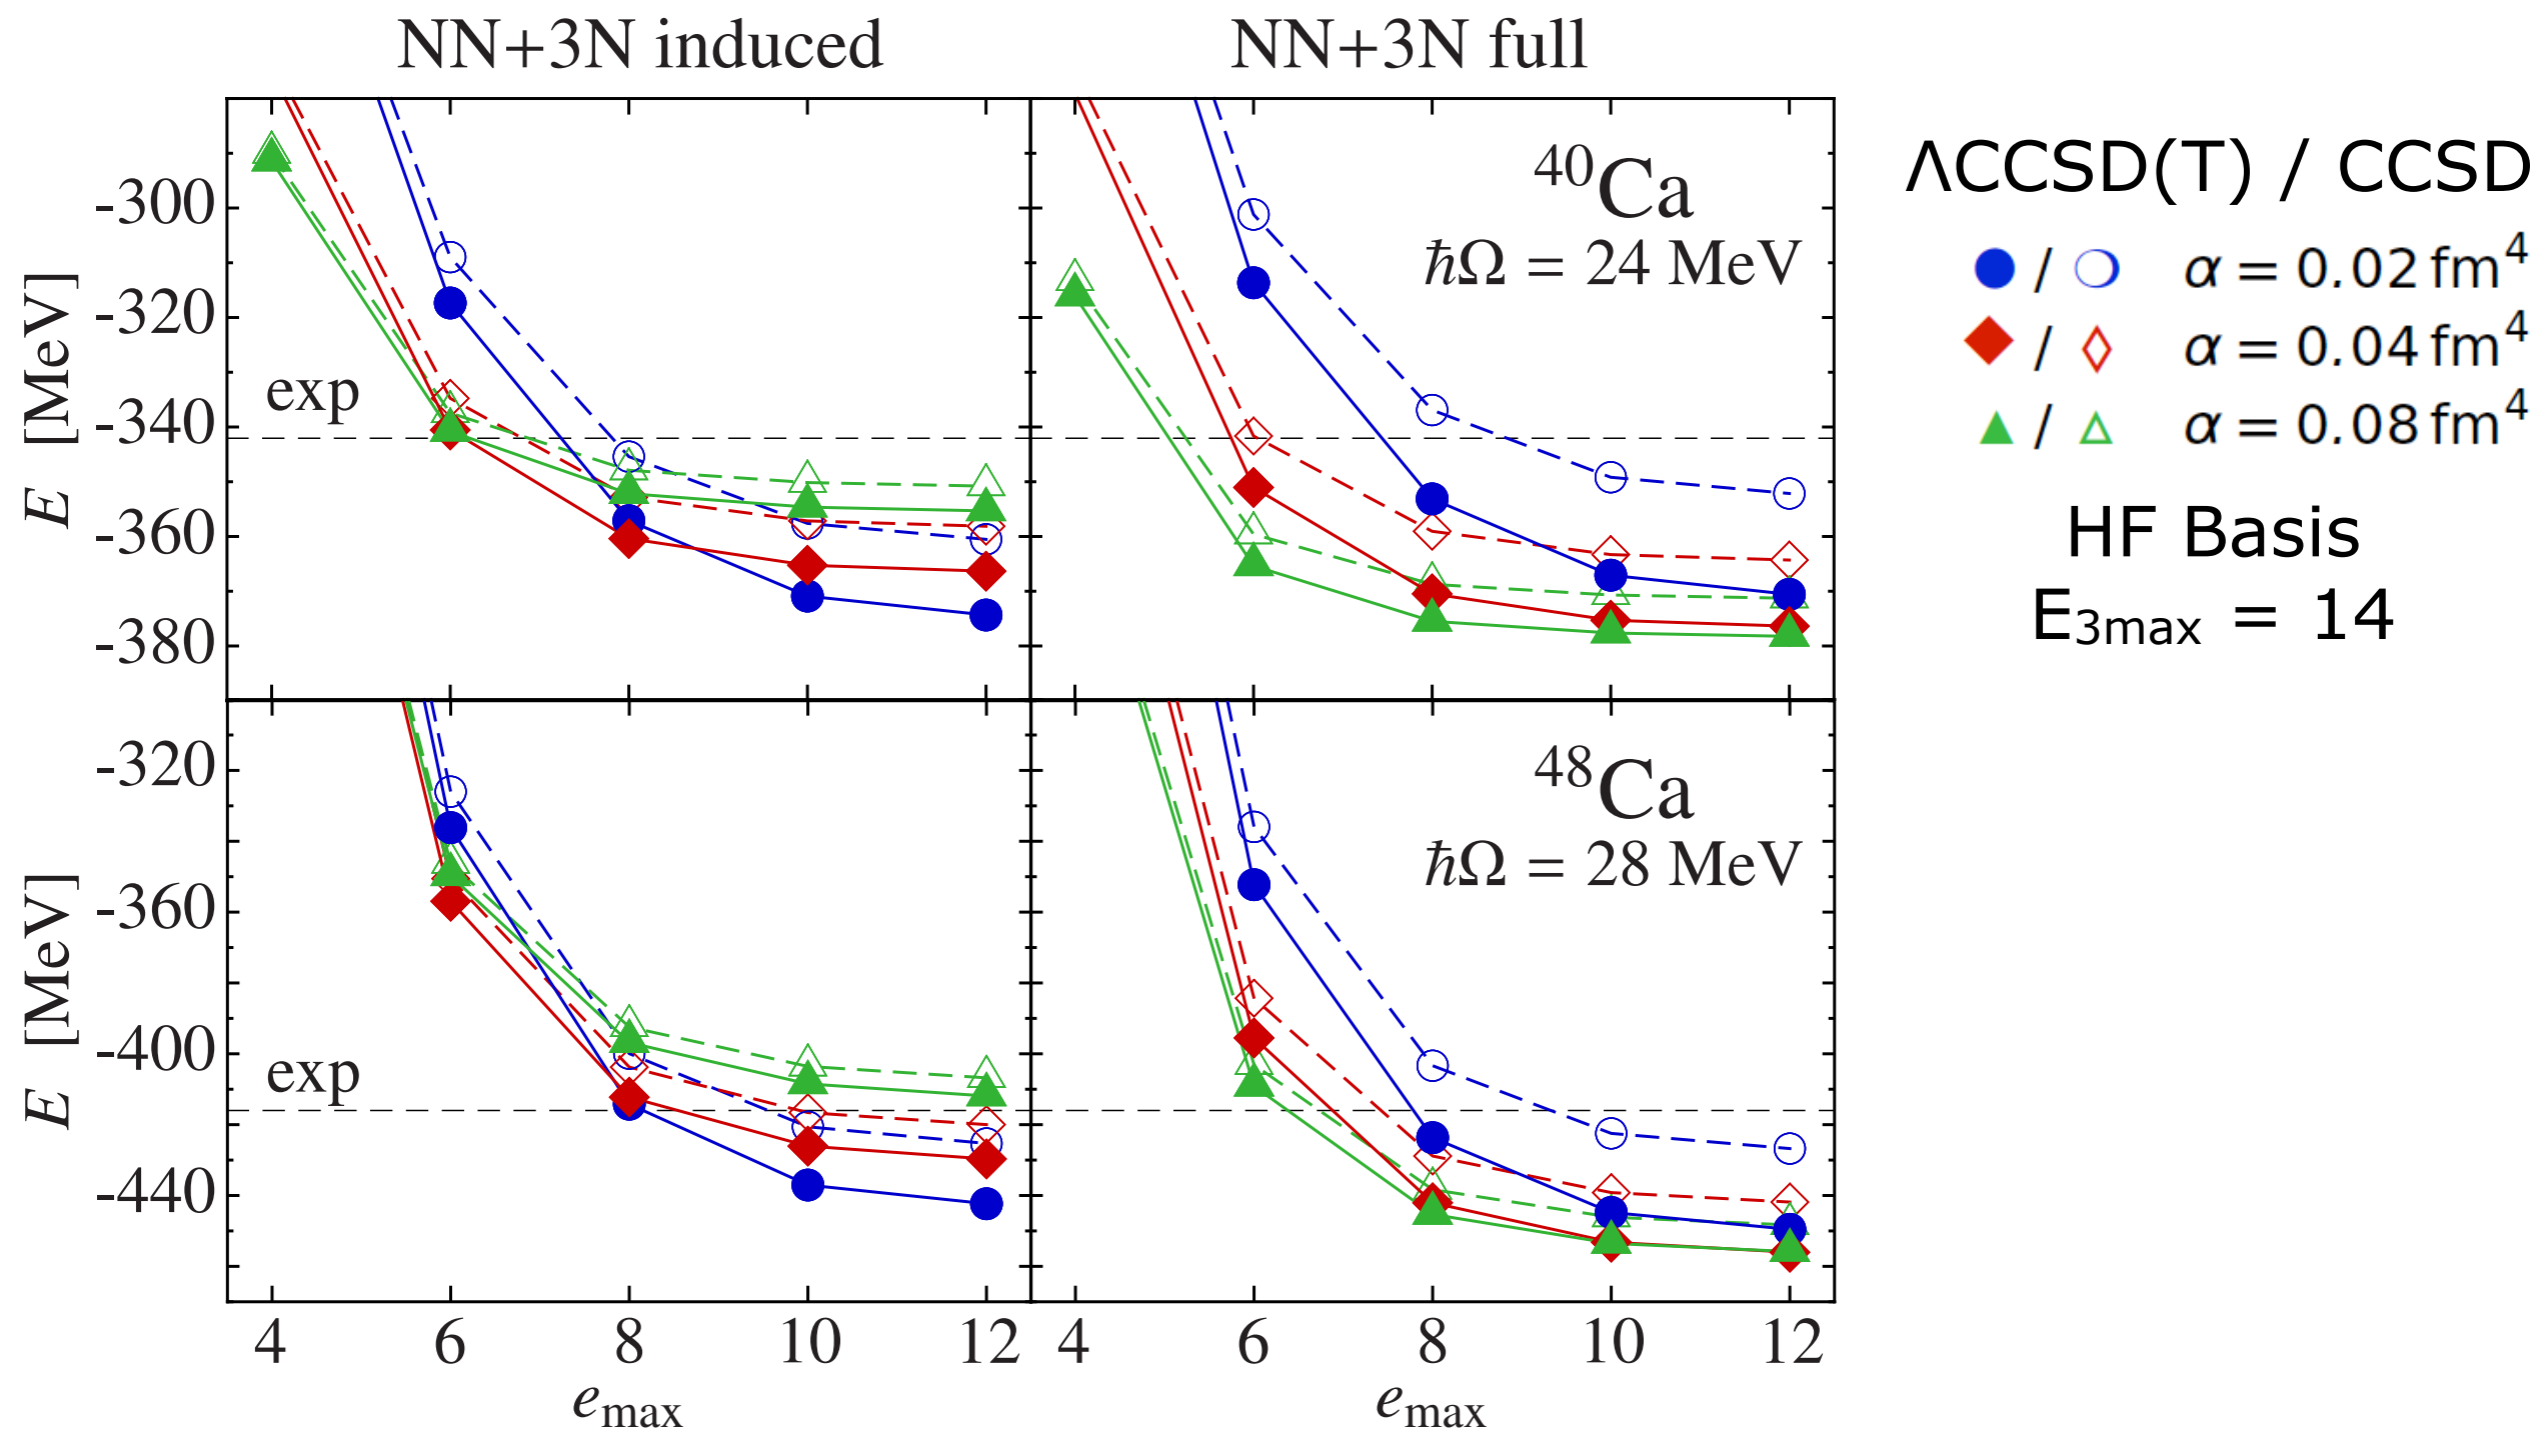 NN+3N induced
NN+3N full
-300
-320
-340
-360
-380
E [MeV]
exp
⁴⁰Ca
ħΩ = 24 MeV
-320
-360
-400
-440
E [MeV]
exp
⁴⁸Ca
ħΩ = 28 MeV
4 6 8 10 12
4 6 8 10 12
eₘₐₓ
eₘₐₓ
ΛCCSD(T) / CCSD
/ α = 0.02 fm⁴
/ α = 0.04 fm⁴
/ α = 0.08 fm⁴
HF Basis
E₃ₘₐₓ = 14